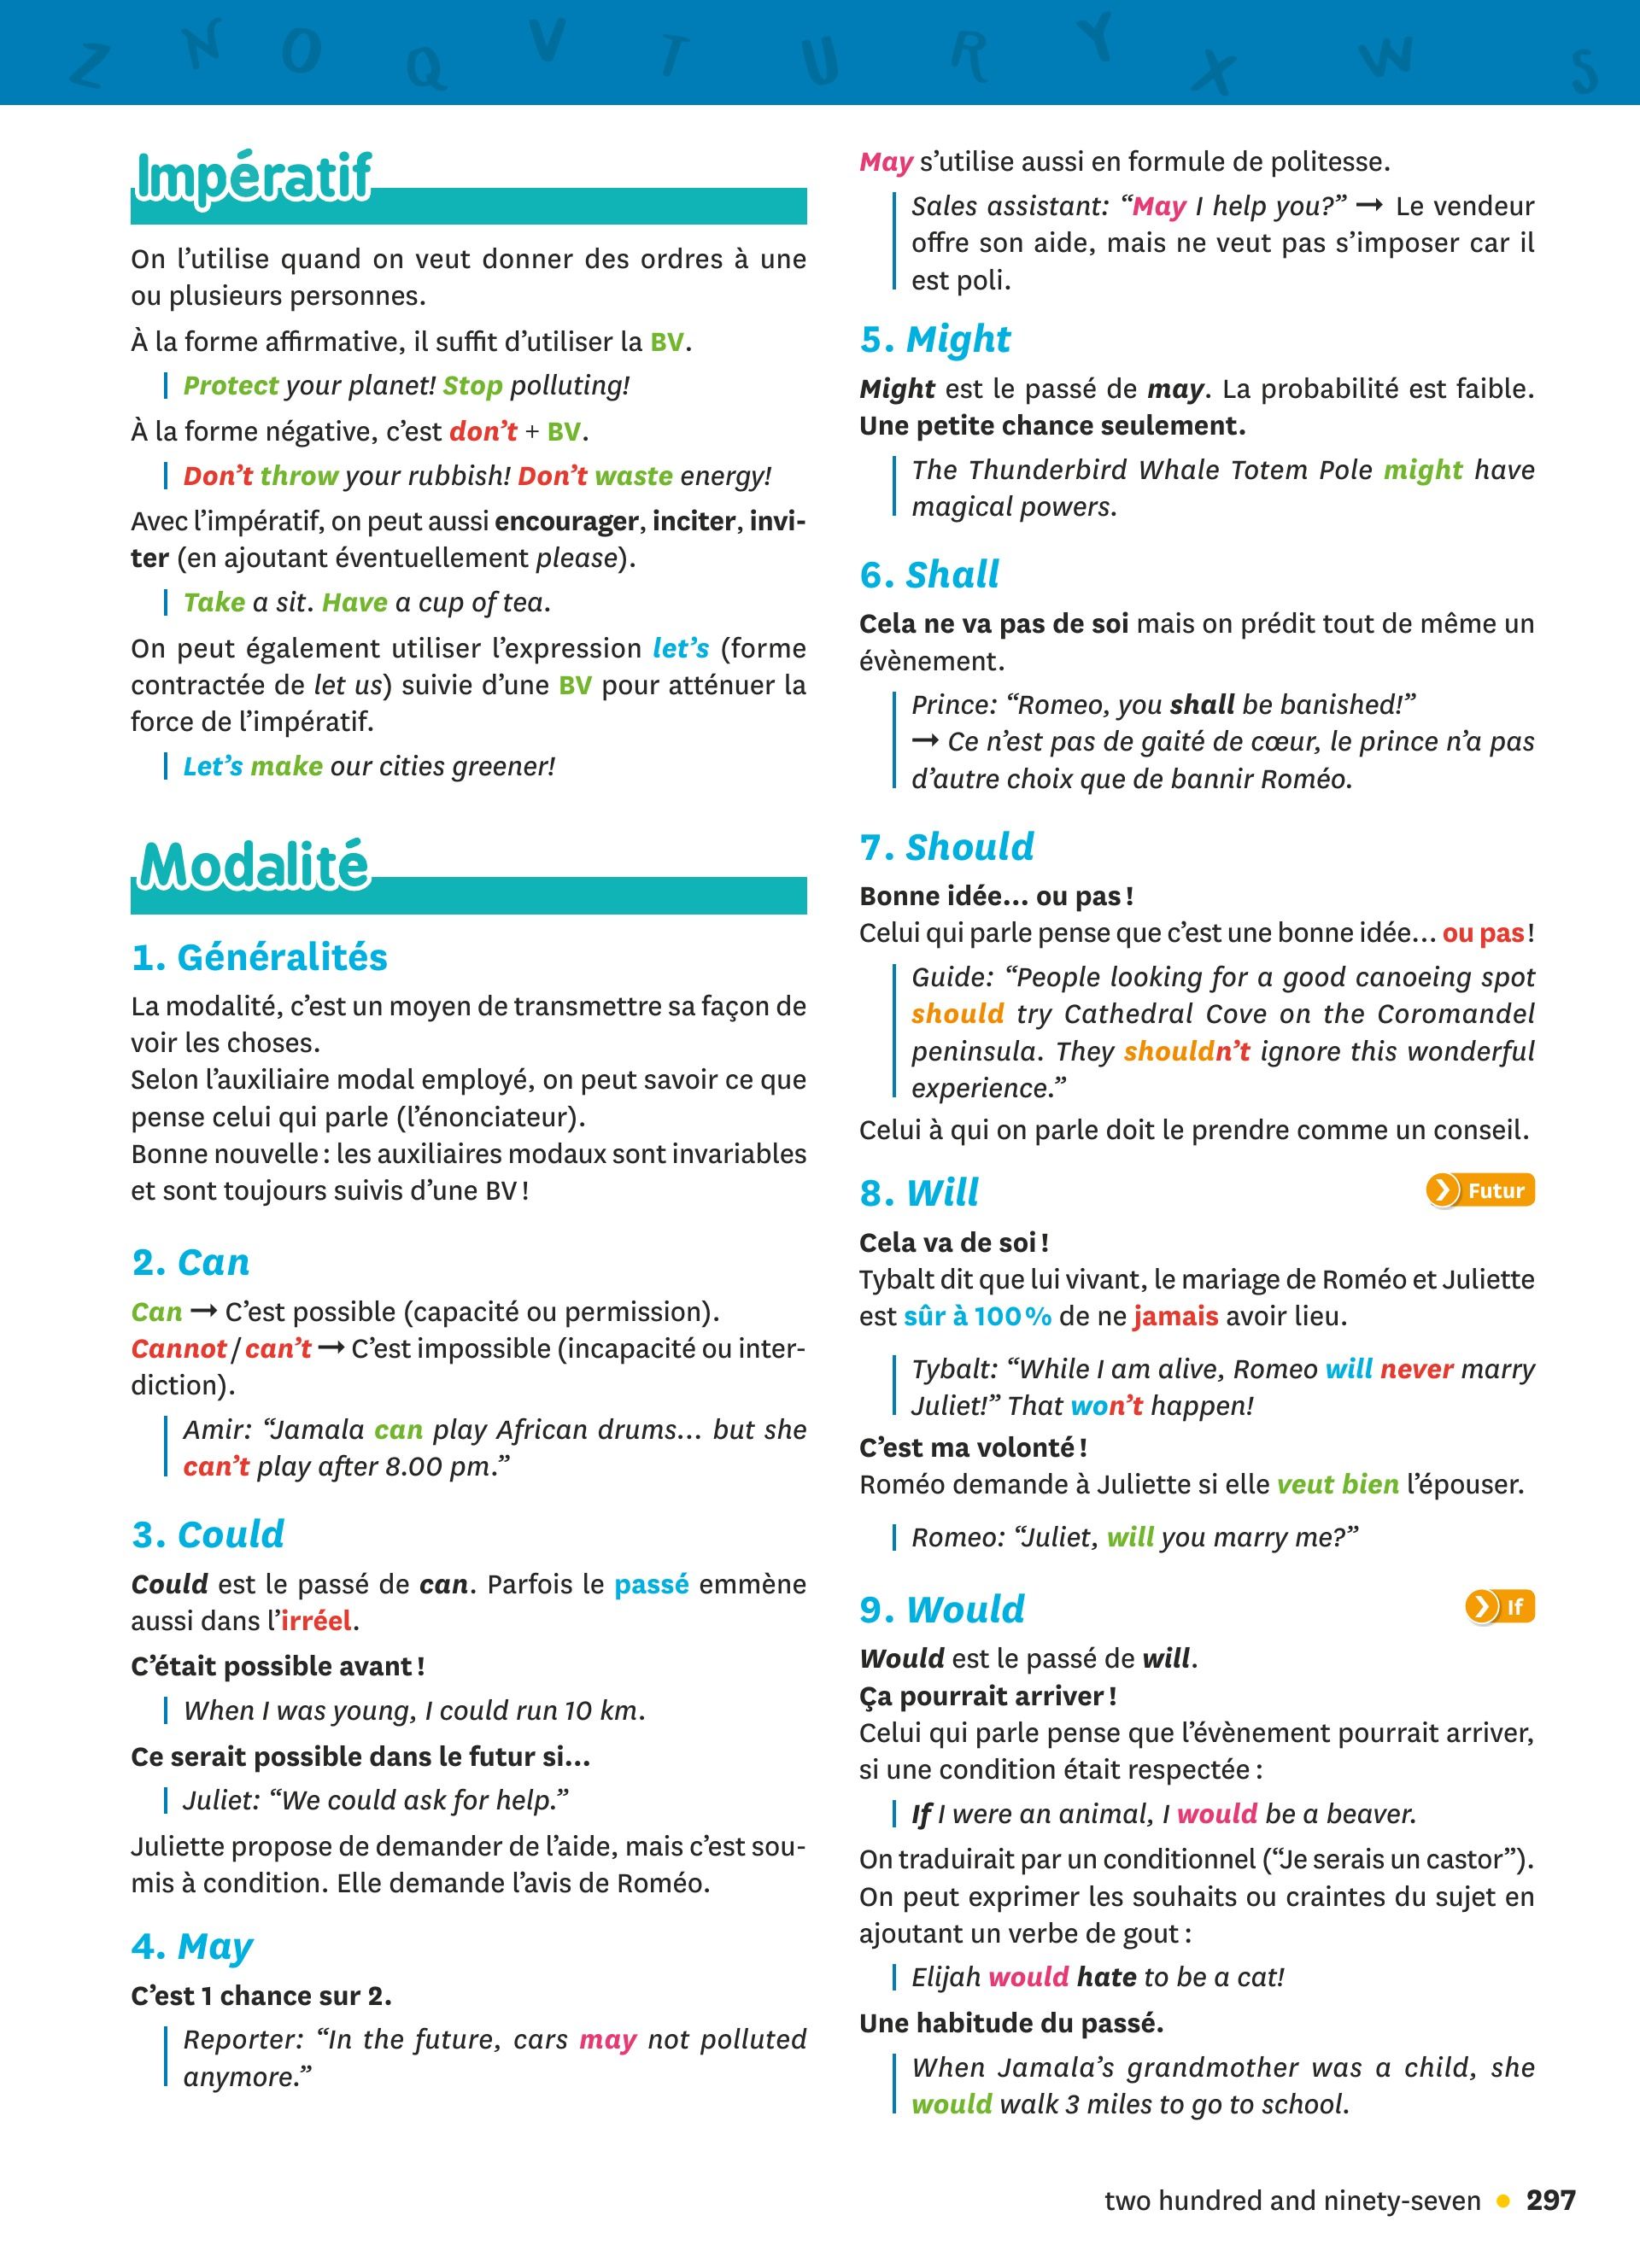 Z N O Q V T U R Y X W S
Impératif
On l’utilise quand on veut donner des ordres à une
ou plusieurs personnes.
À la forme affirmative, il suffit d’utiliser la BV.
Protect your planet! Stop polluting!
À la forme négative, c’est don’t + BV.
Don’t throw your rubbish! Don’t waste energy!
Avec l’impératif, on peut aussi encourager, inciter, invi-
ter (en ajoutant éventuellement please).
Take a sit. Have a cup of tea.
On peut également utiliser l’expression let’s (forme
contractée de let us) suivie d’une BV pour atténuer la
force de l’impératif.
Let’s make our cities greener!
Modalité
1. Généralités
La modalité, c’est un moyen de transmettre sa façon de
voir les choses.
Selon l’auxiliaire modal employé, on peut savoir ce que
pense celui qui parle (l’énonciateur).
Bonne nouvelle : les auxiliaires modaux sont invariables
et sont toujours suivis d’une BV !
2. Can
Can → C’est possible (capacité ou permission).
Cannot / can’t → C’est impossible (incapacité ou inter-
diction).
Amir: “Jamala can play African drums… but she
can’t play after 8.00 pm.”
3. Could
Could est le passé de can. Parfois le passé emmène
aussi dans l’irréel.
C’était possible avant !
When I was young, I could run 10 km.
Ce serait possible dans le futur si…
Juliet: “We could ask for help.”
Juliette propose de demander de l’aide, mais c’est sou-
mis à condition. Elle demande l’avis de Roméo.
4. May
C’est 1 chance sur 2.
Reporter: “In the future, cars may not polluted
anymore.”
May s’utilise aussi en formule de politesse.
Sales assistant: “May I help you?” → Le vendeur
offre son aide, mais ne veut pas s’imposer car il
est poli.
5. Might
Might est le passé de may. La probabilité est faible.
Une petite chance seulement.
The Thunderbird Whale Totem Pole might have
magical powers.
6. Shall
Cela ne va pas de soi mais on prédit tout de même un
évènement.
Prince: “Romeo, you shall be banished!”
→ Ce n’est pas de gaité de cœur, le prince n’a pas
d’autre choix que de bannir Roméo.
7. Should
Bonne idée… ou pas !
Celui qui parle pense que c’est une bonne idée… ou pas !
Guide: “People looking for a good canoeing spot
should try Cathedral Cove on the Coromandel
peninsula. They shouldn’t ignore this wonderful
experience.”
Celui à qui on parle doit le prendre comme un conseil.
8. Will
Futur
Cela va de soi !
Tybalt dit que lui vivant, le mariage de Roméo et Juliette
est sûr à 100 % de ne jamais avoir lieu.
Tybalt: “While I am alive, Romeo will never marry
Juliet!” That won’t happen!
C’est ma volonté !
Roméo demande à Juliette si elle veut bien l’épouser.
Romeo: “Juliet, will you marry me?”
9. Would
If
Would est le passé de will.
Ça pourrait arriver !
Celui qui parle pense que l’évènement pourrait arriver,
si une condition était respectée :
If I were an animal, I would be a beaver.
On traduirait par un conditionnel (“Je serais un castor”).
On peut exprimer les souhaits ou craintes du sujet en
ajoutant un verbe de gout :
Elijah would hate to be a cat!
Une habitude du passé.
When Jamala’s grandmother was a child, she
would walk 3 miles to go to school.
two hundred and ninety-seven • 297